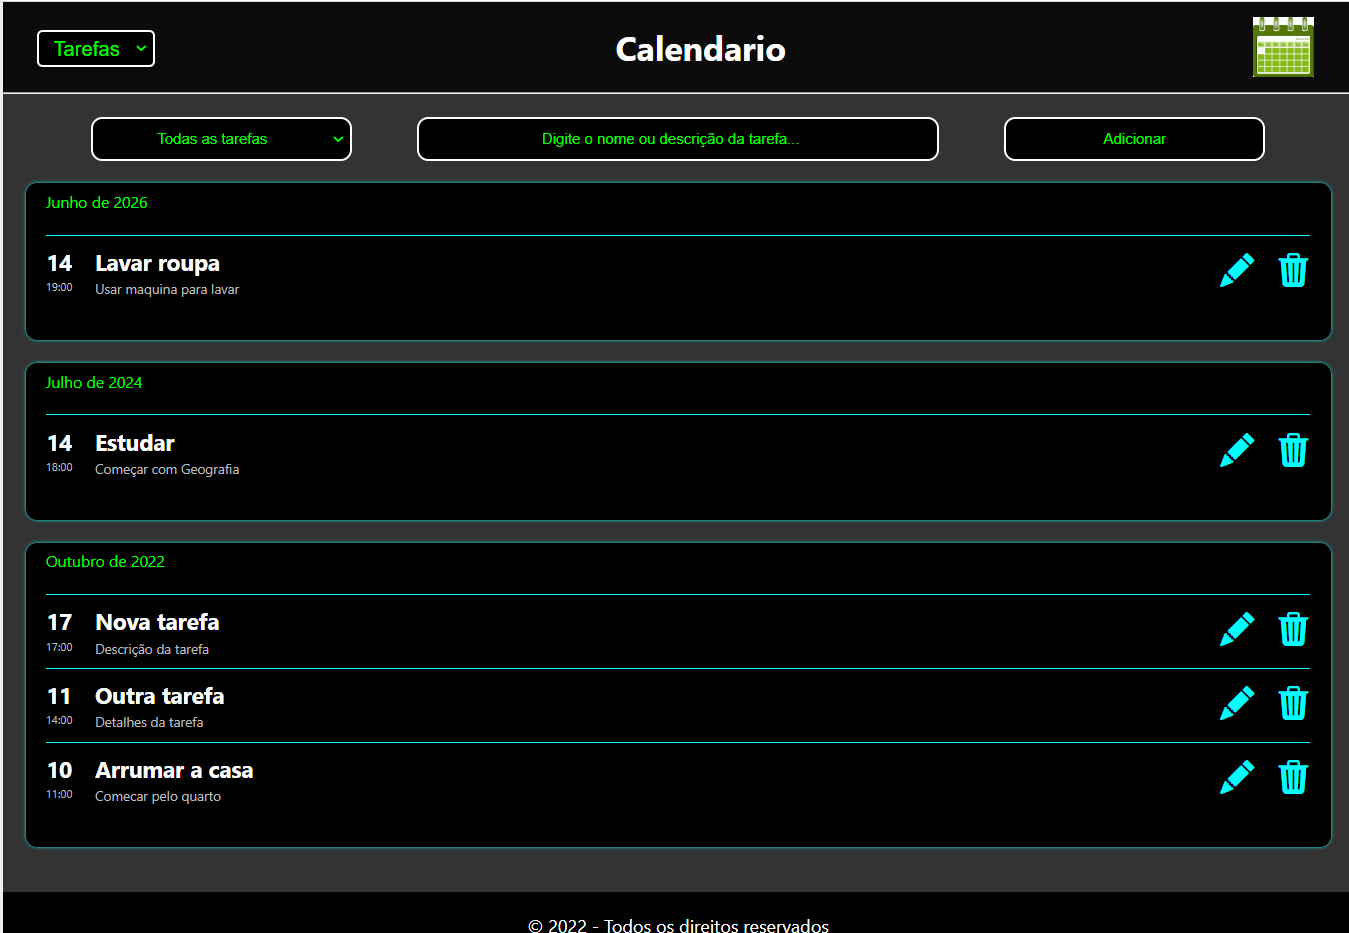 Tarefas
Calendario
Todas as tarefas
Digite o nome ou descrição da tarefa...
Adicionar
Junho de 2026
14 Lavar roupa
19:00 Usar maquina para lavar
Julho de 2024
14 Estudar
18:00 Começar com Geografia
Outubro de 2022
17 Nova tarefa
17:00 Descrição da tarefa
11 Outra tarefa
14:00 Detalhes da tarefa
10 Arrumar a casa
11:00 Comecar pelo quarto
© 2022 - Todos os direitos reservados